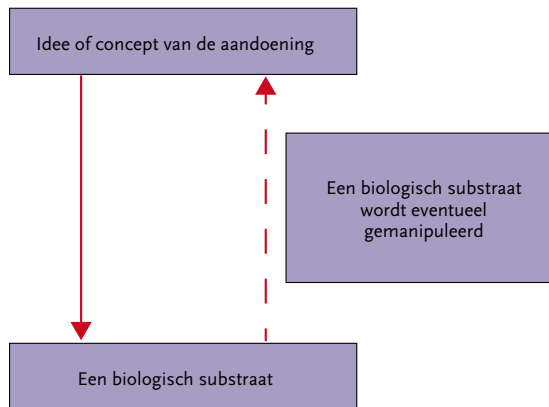 Idee of concept van de aandoening
Een biologisch substraat
wordt eventueel
gemanipuleerd
Een biologisch substraat